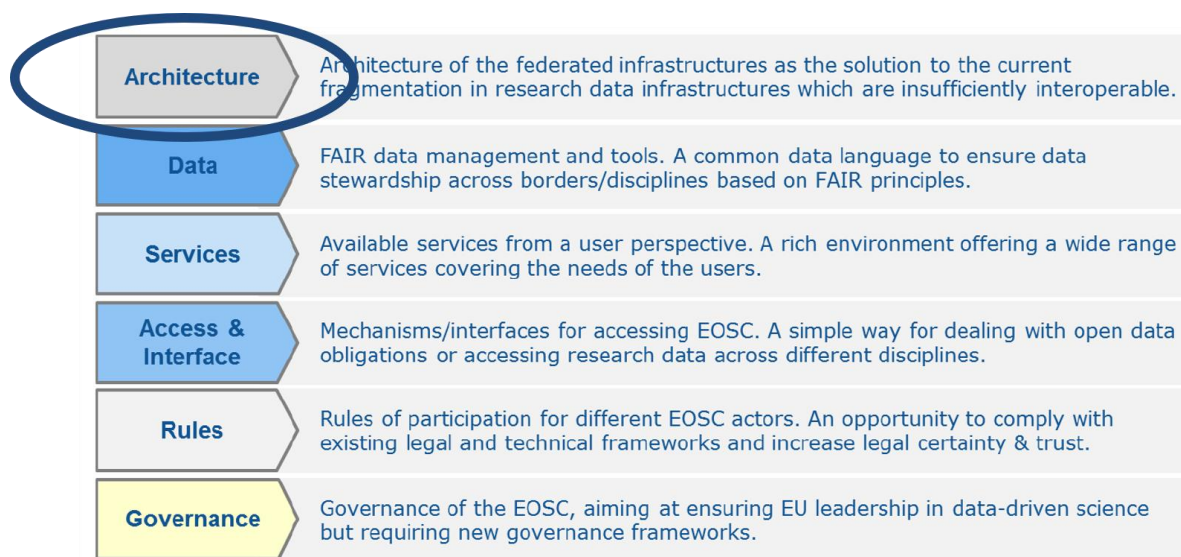 Architecture
Architecture of the federated infrastructures as the solution to the current
fragmentation in research data infrastructures which are insufficiently interoperable.
Data
FAIR data management and tools. A common data language to ensure data
stewardship across borders/disciplines based on FAIR principles.
Services
Available services from a user perspective. A rich environment offering a wide range
of services covering the needs of the users.
Access &
Interface
Mechanisms/interfaces for accessing EOSC. A simple way for dealing with open data
obligations or accessing research data across different disciplines.
Rules
Rules of participation for different EOSC actors. An opportunity to comply with
existing legal and technical frameworks and increase legal certainty & trust.
Governance
Governance of the EOSC, aiming at ensuring EU leadership in data-driven science
but requiring new governance frameworks.